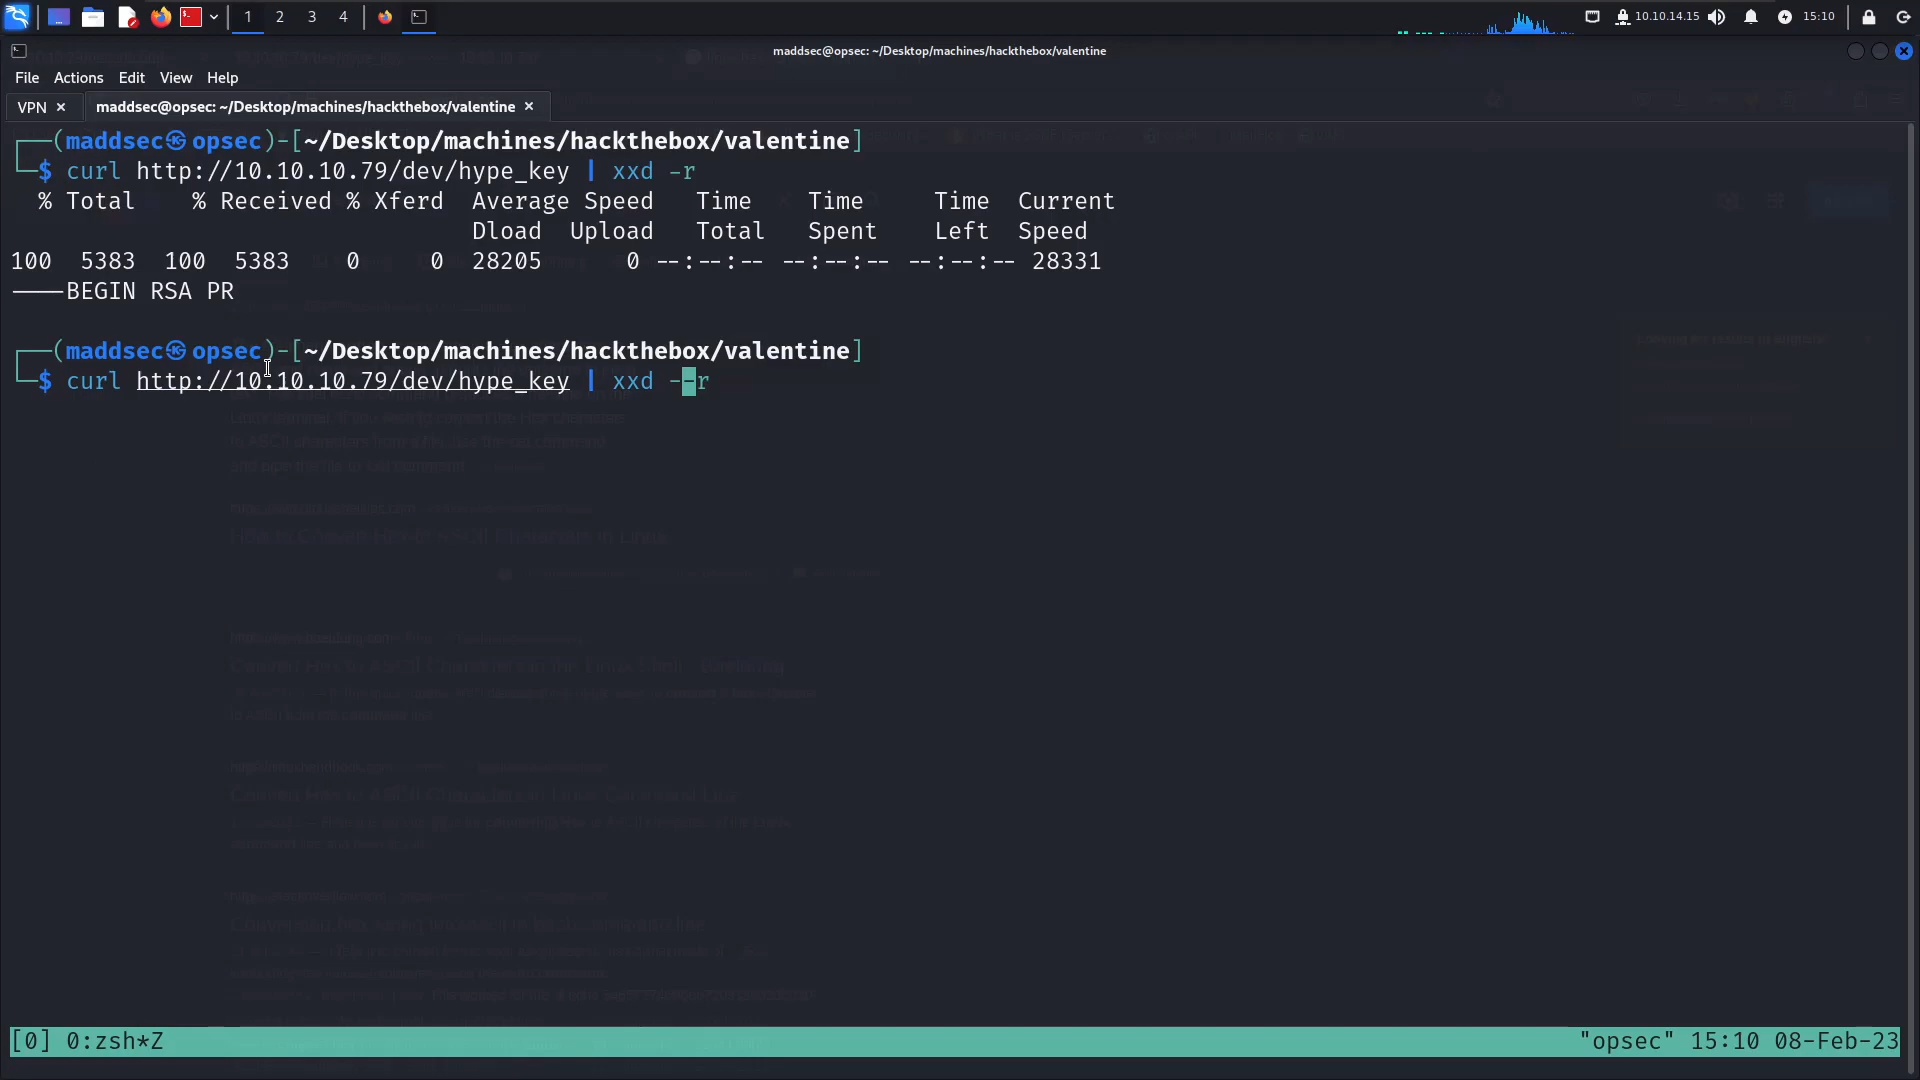 1 2 3 4
10.10.14.15 15:10
maddsec@opsec: ~/Desktop/machines/hackthebox/valentine
File Actions Edit View Help
VPN × maddsec@opsec: ~/Desktop/machines/hackthebox/valentine ×
┌──(maddsec㉿opsec)-[~/Desktop/machines/hackthebox/valentine]
└─$ curl http://10.10.10.79/dev/hype_key | xxd -r
% Total % Received % Xferd Average Speed Time Time Time Current
Dload Upload Total Spent Left Speed
100 5383 100 5383 0 0 28205 0 --:--:-- --:--:-- --:--:-- 28331
-----BEGIN RSA PR
┌──(maddsec㉿opsec)-[~/Desktop/machines/hackthebox/valentine]
└─$ curl http://10.10.10.79/dev/hype_key | xxd --r
[0] 0:zsh*Z "opsec" 15:10 08-Feb-23